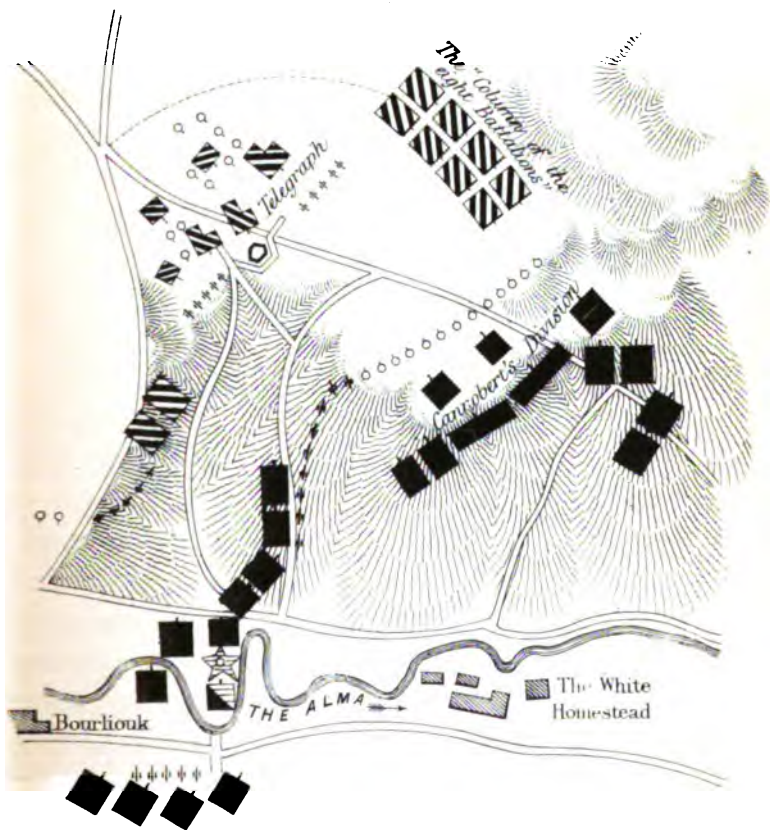 The "Column of the
eight Battalions"
Telegraph
Canrobert's Division
THE ALMA
The White
Homestead
Bourliouk